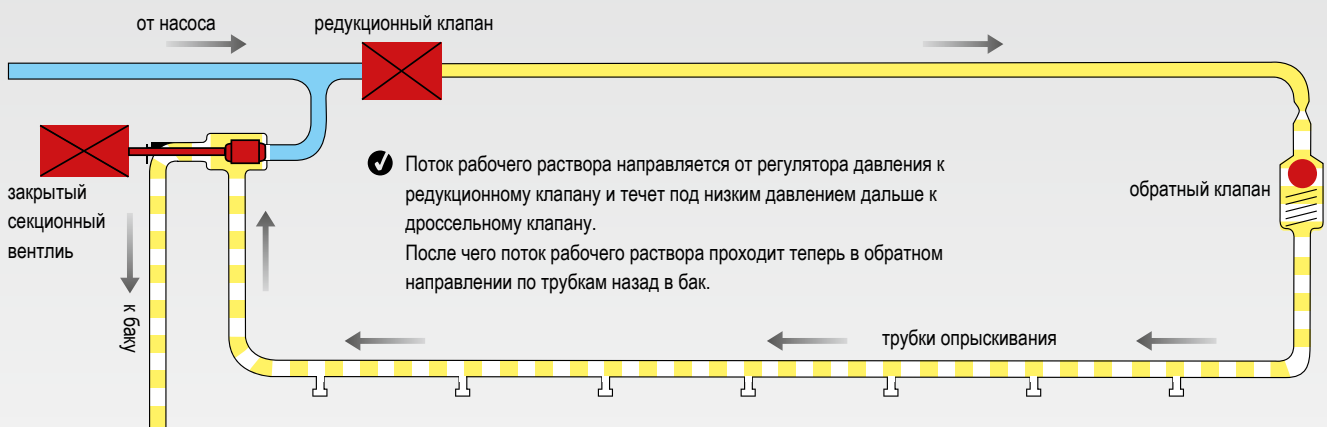 от насоса
редукционный клапан
закрытый
секционный
вентлиь
к баку
Поток рабочего раствора направляется от регулятора давления к
редукционному клапану и течет под низким давлением дальше к
дроссельному клапану.
После чего поток рабочего раствора проходит теперь в обратном
направлении по трубкам назад в бак.
обратный клапан
трубки опрыскивания